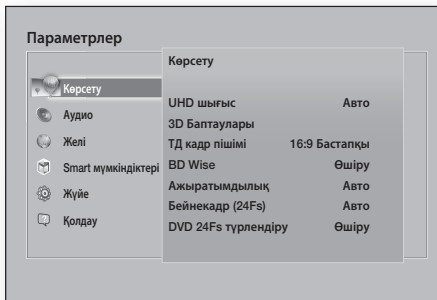 Параметрлер
Көрсету
Аудио
Желі
Smart мүмкіндіктері
Жүйе
Қолдау
Көрсету
UHD шығыс Авто
3D Баптаулары
ТД кадр пішімі 16:9 Бастапқы
BD Wise Өшіру
Ажыратымдылық Авто
Бейнекадр (24Fs) Авто
DVD 24Fs түрлендіру Өшіру